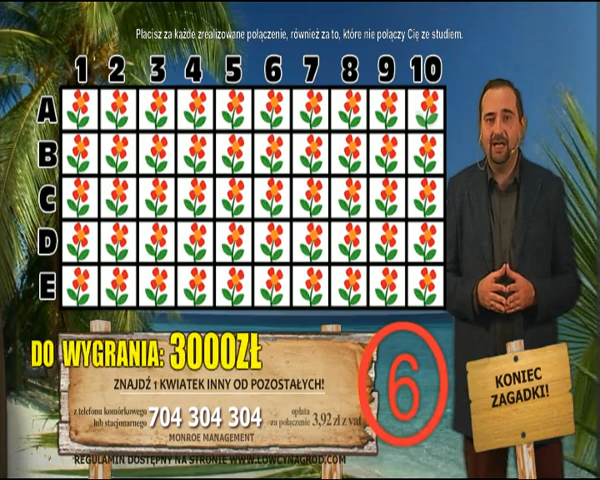 Płacisz za każde zrealizowane połączenie, również za to, które nie połączy Cię ze studiem.
1 2 3 4 5 6 7 8 9 10
A
B
C
D
E
DO WYGRANIA: 3000ZŁ
ZNAJDŹ 1 KWIATEK INNY OD POZOSTAŁYCH!
z telefonu komórkowego
lub stacjonarnego
704 304 304
opłata
za połączenie 3,92 zł z vat
MONROE MANAGEMENT
REGULAMIN DOSTĘPNY NA STRONIE WWW.LOWCYNAGROD.COM
6
KONIEC
ZAGADKI!